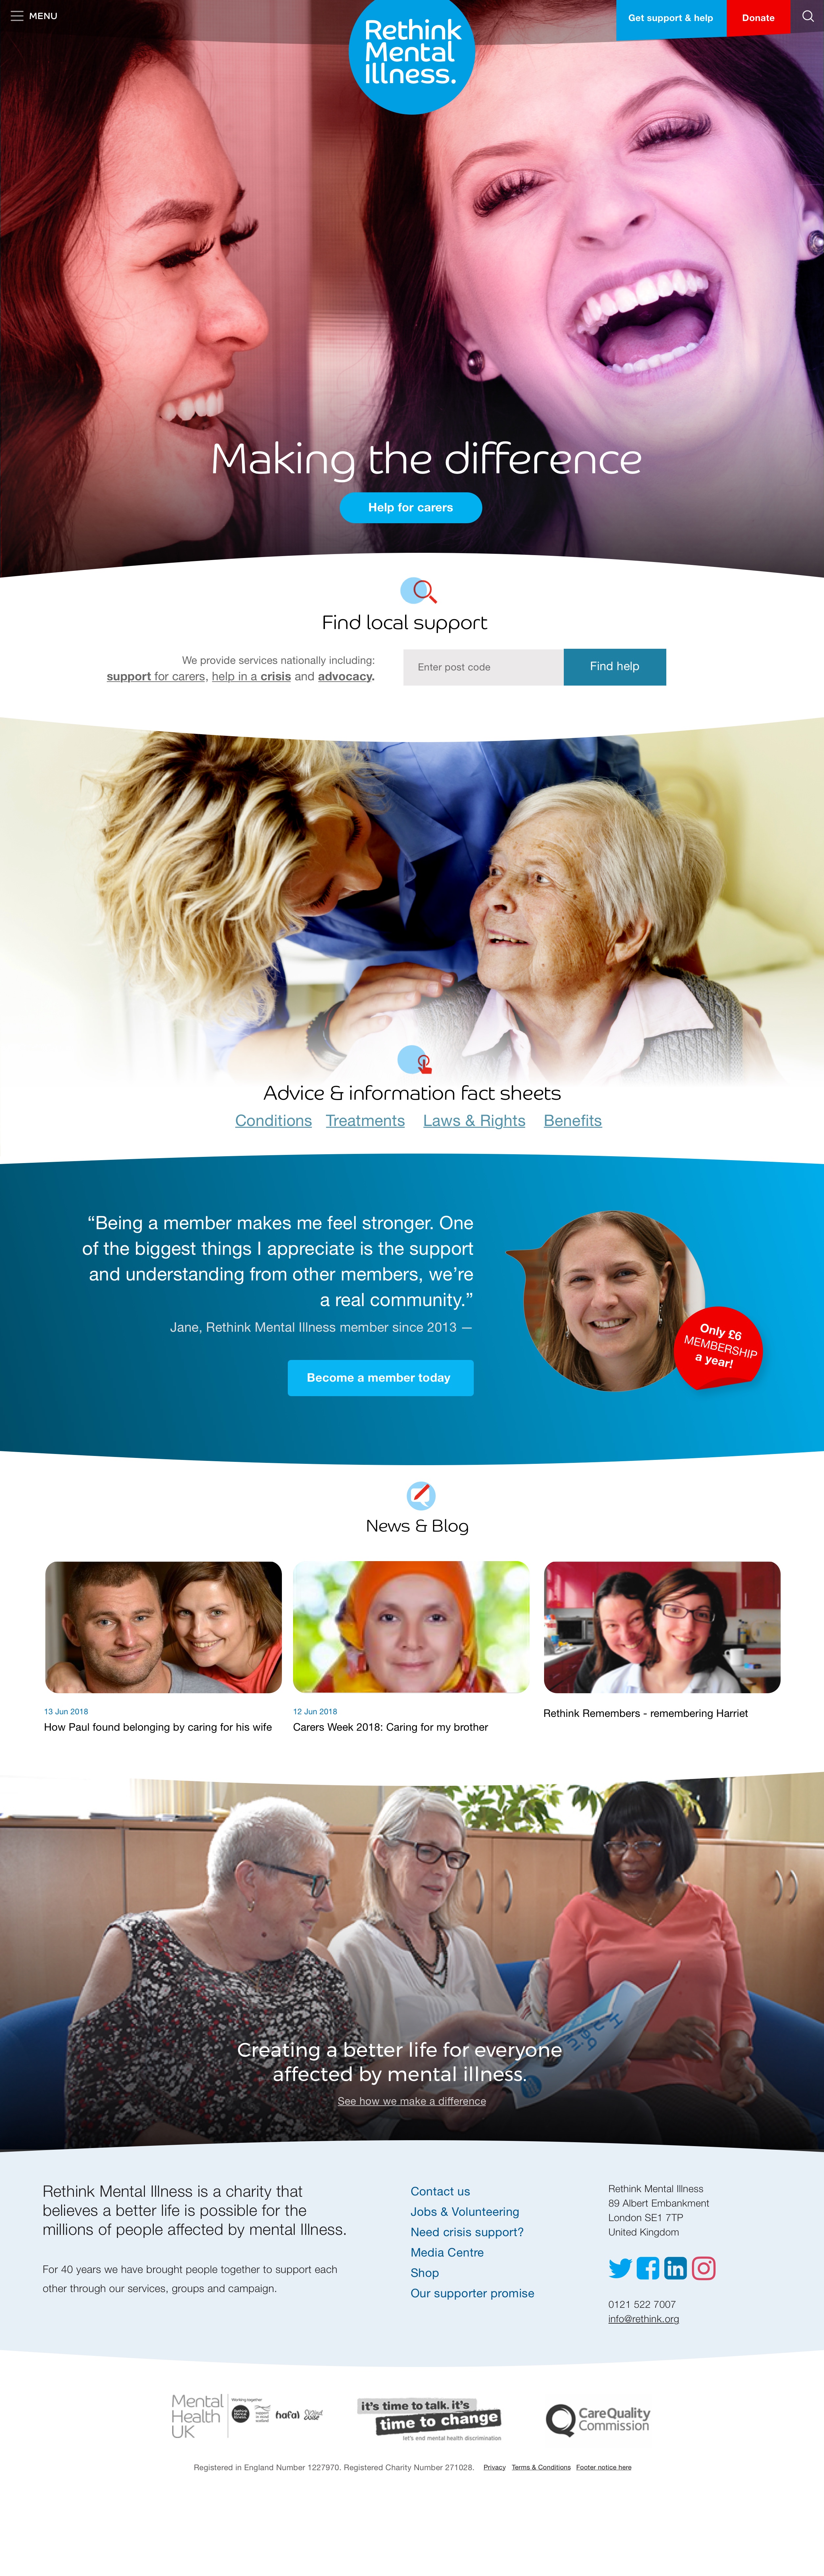 MENU
Rethink
Mental
Illness.
Get support & help
Donate
Making the difference
Help for carers
Find local support
We provide services nationally including:
support for carers, help in a crisis and advocacy.
Enter post code
Find help
Advice & information fact sheets
Conditions Treatments Laws & Rights Benefits
“Being a member makes me feel stronger. One
of the biggest things I appreciate is the support
and understanding from other members, we’re
a real community.”
Jane, Rethink Mental Illness member since 2013 —
Become a member today
Only £6
MEMBERSHIP
a year!
News & Blog
13 Jun 2018
How Paul found belonging by caring for his wife
12 Jun 2018
Carers Week 2018: Caring for my brother
Rethink Remembers - remembering Harriet
Creating a better life for everyone
affected by mental illness.
See how we make a difference
Rethink Mental Illness is a charity that
believes a better life is possible for the
millions of people affected by mental Illness.
For 40 years we have brought people together to support each
other through our services, groups and campaign.
Contact us
Jobs & Volunteering
Need crisis support?
Media Centre
Shop
Our supporter promise
Rethink Mental Illness
89 Albert Embankment
London SE1 7TP
United Kingdom
0121 522 7007
info@rethink.org
Mental
Health
UK
Working together
hafal
it’s time to talk. it’s
time to change
let’s end mental health discrimination
CareQuality
Commission
Registered in England Number 1227970. Registered Charity Number 271028. Privacy Terms & Conditions Footer notice here